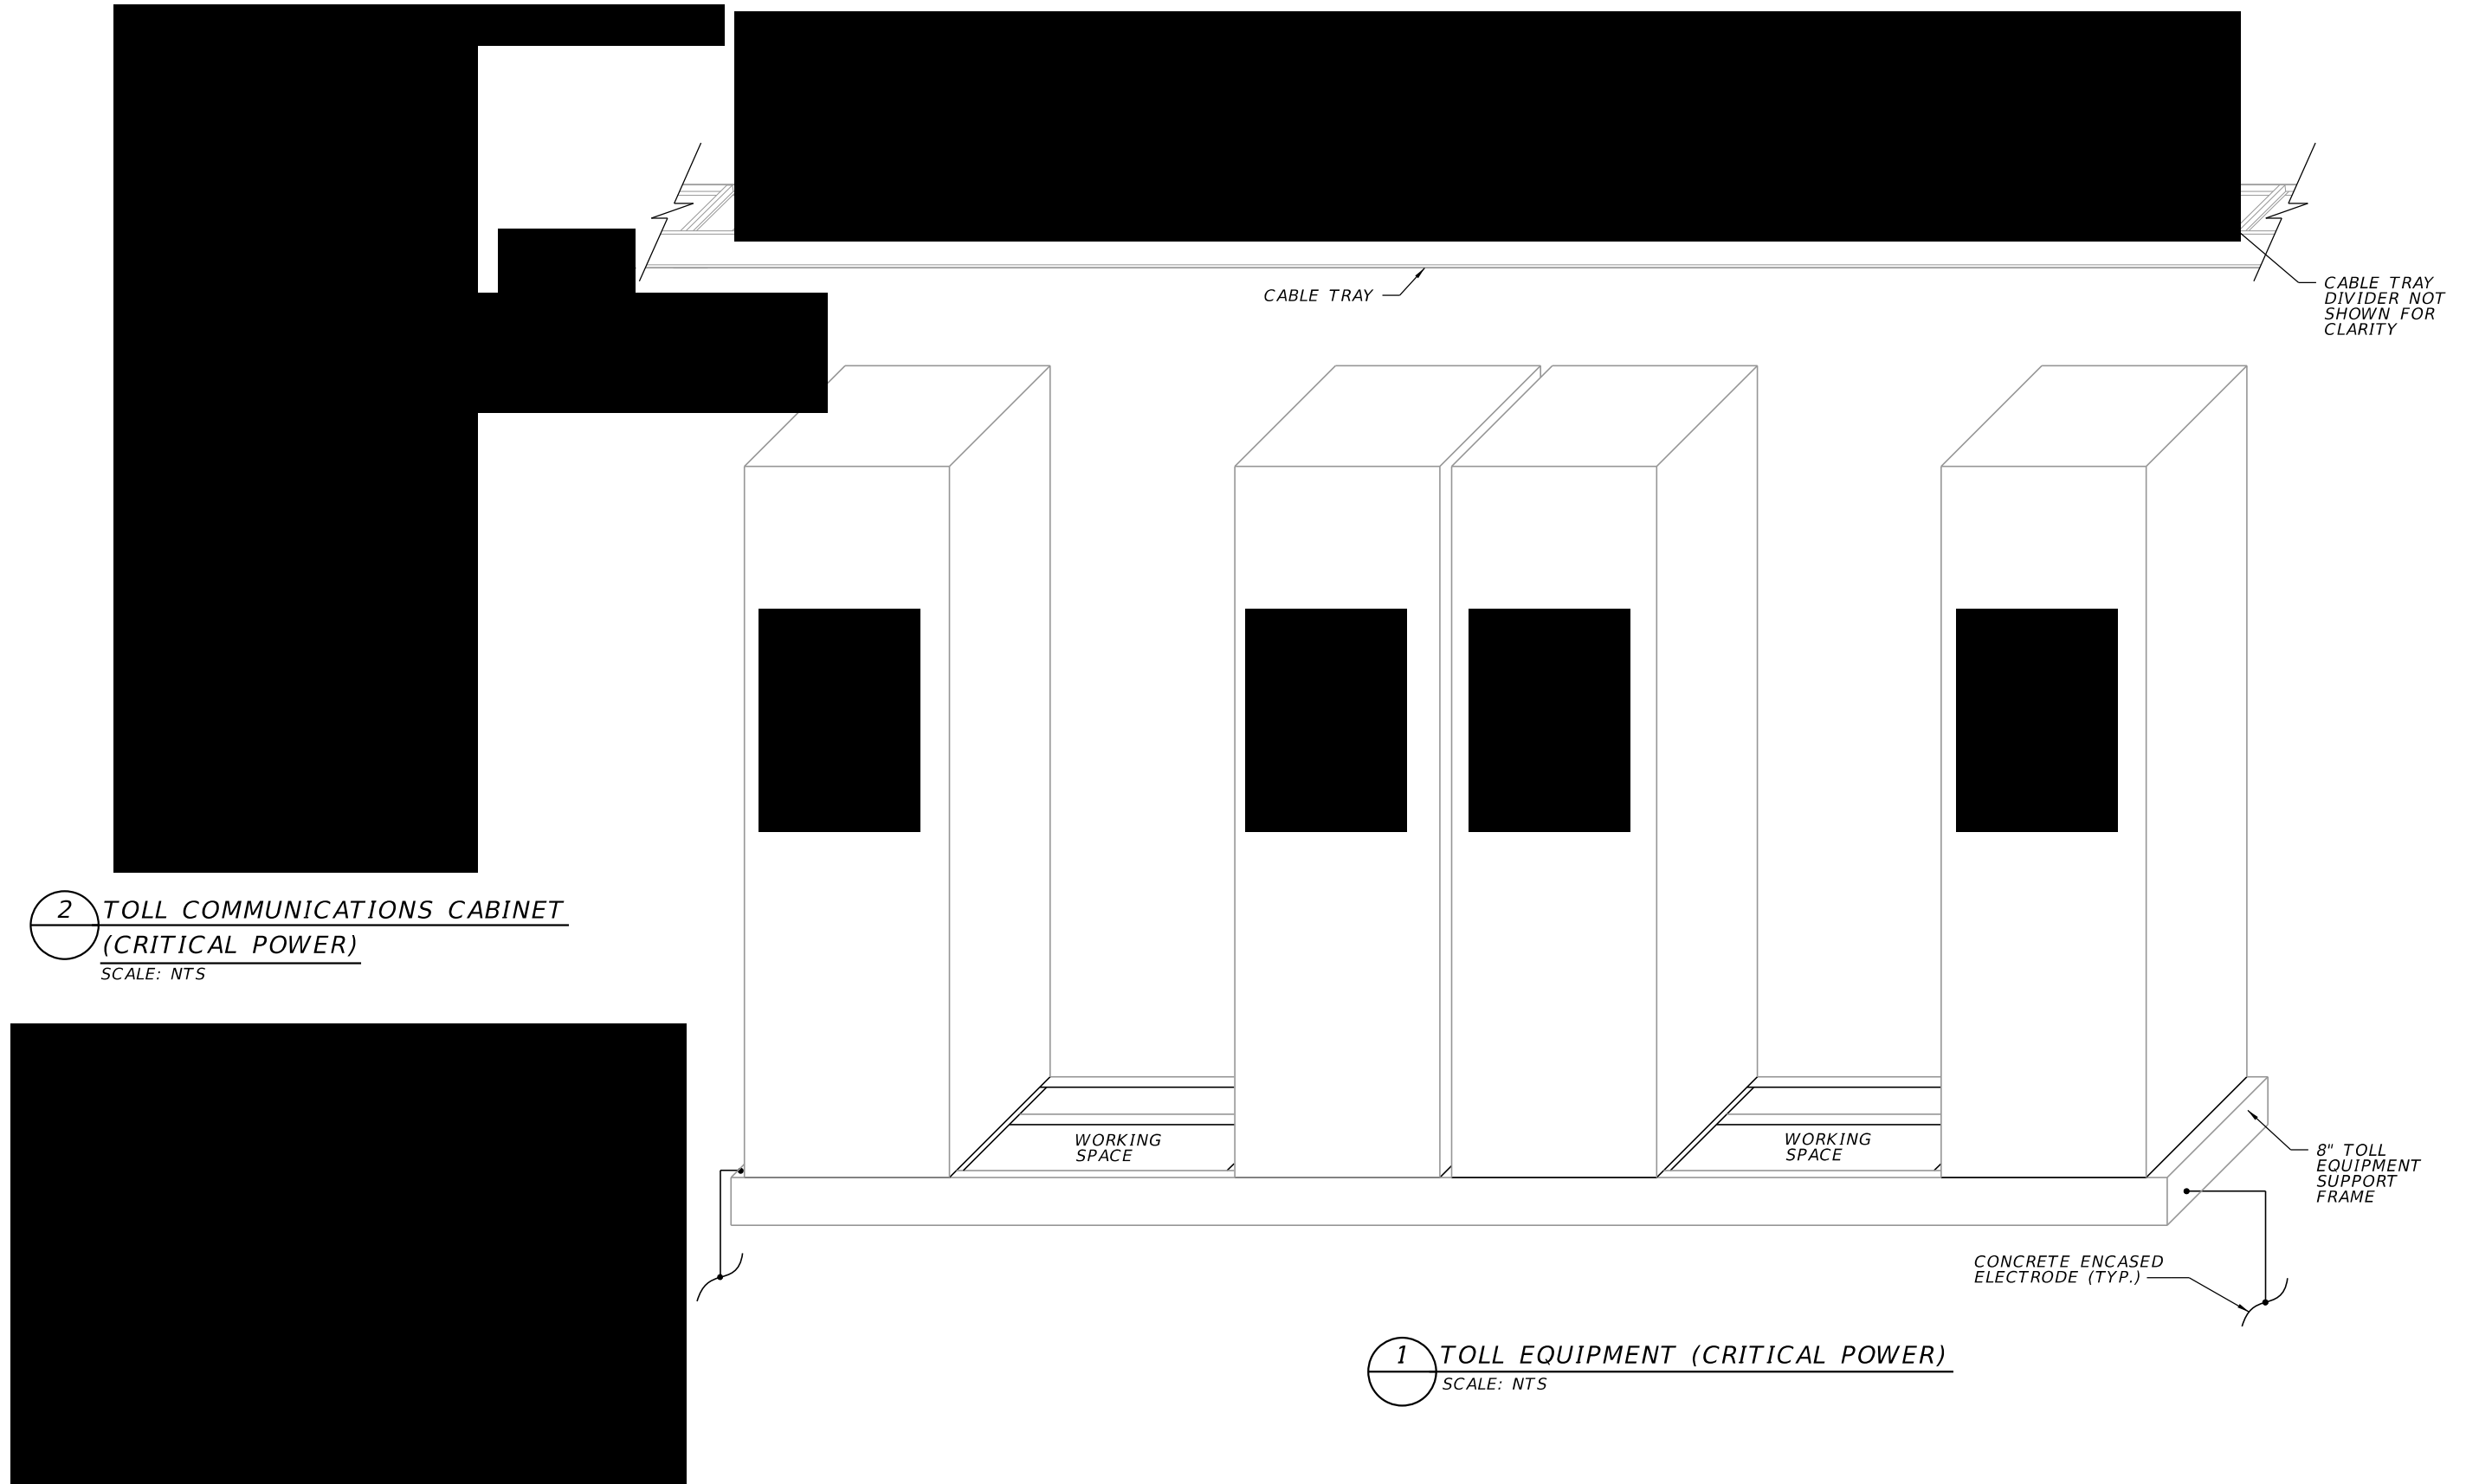 CABLE TRAY
CABLE TRAY
DIVIDER NOT
SHOWN FOR
CLARITY
2
TOLL COMMUNICATIONS CABINET
(CRITICAL POWER)
SCALE: NTS
WORKING
SPACE
WORKING
SPACE
8" TOLL
EQUIPMENT
SUPPORT
FRAME
CONCRETE ENCASED
ELECTRODE (TYP.)
1
TOLL EQUIPMENT (CRITICAL POWER)
SCALE: NTS